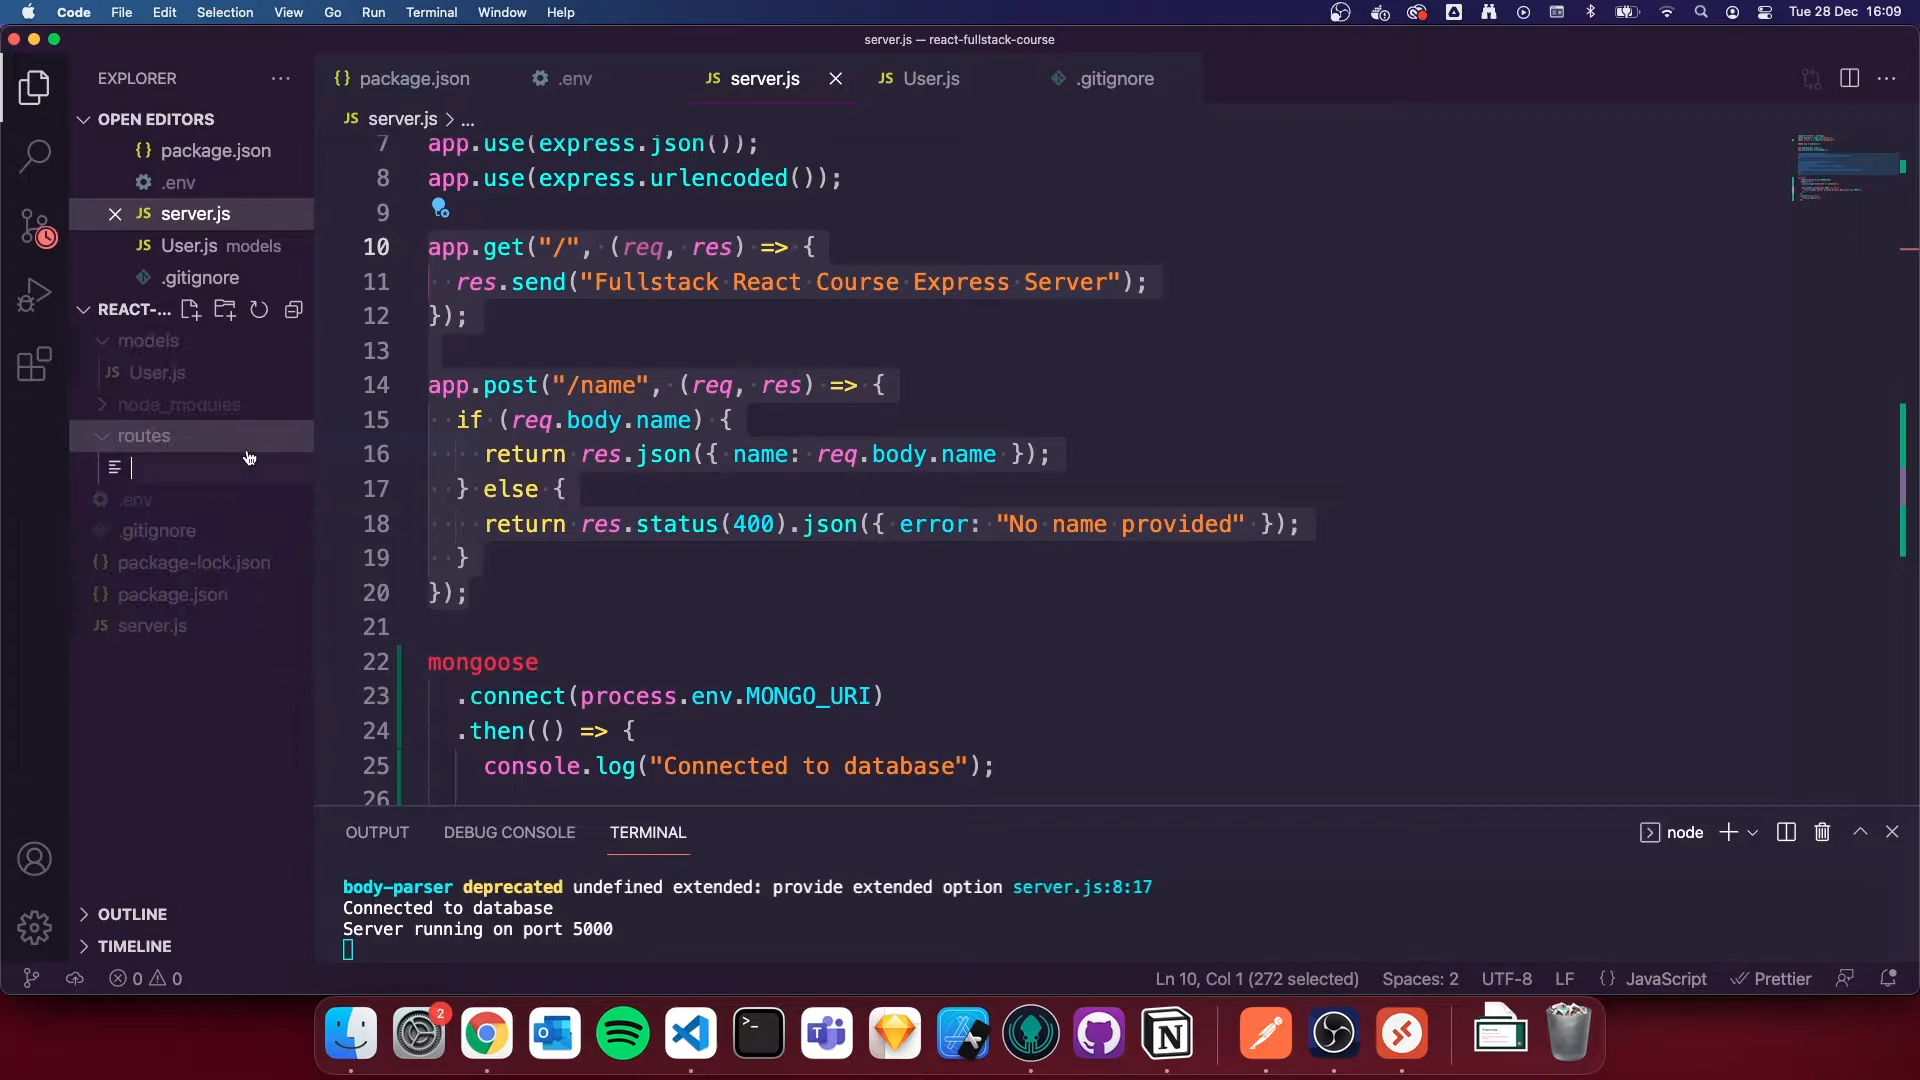 Code File Edit Selection View Go Run Terminal Window Help Tue 28 Dec 16:09
server.js — react-fullstack-course
EXPLORER
package.json .env JS server.js JS User.js .gitignore
OPEN EDITORS
JS server.js > ...
package.json
.env
JS server.js
JS User.js models
.gitignore
REACT-...
models
JS User.js
node_modules
routes
.env
.gitignore
package-lock.json
package.json
JS server.js
OUTLINE
TIMELINE
7 app.use(express.json());
8 app.use(express.urlencoded());
9
10 app.get("/", (req, res) => {
11 res.send("Fullstack React Course Express Server");
12 });
13
14 app.post("/name", (req, res) => {
15 if (req.body.name) {
16 return res.json({ name: req.body.name });
17 } else {
18 return res.status(400).json({ error: "No name provided" });
19 }
20 });
21
22 mongoose
23 .connect(process.env.MONGO_URI)
24 .then(() => {
25 console.log("Connected to database");
26
OUTPUT DEBUG CONSOLE TERMINAL node
body-parser deprecated undefined extended: provide extended option server.js:8:17
Connected to database
Server running on port 5000
0 0 Ln 10, Col 1 (272 selected) Spaces: 2 UTF-8 LF {} JavaScript Prettier
2